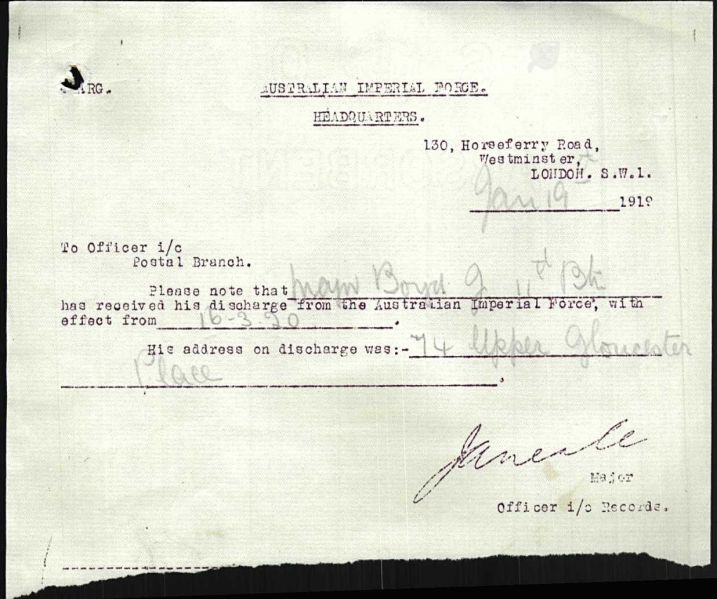 ARG.
AUSTRALIAN IMPERIAL FORCE.
HEADQUARTERS.
130, Horseferry Road,
Westminster,
LONDON. S.W.1.
Jan 19th 1919
To Officer i/c
Postal Branch.
Please note that Major Boyd J 11th Bth
has received his discharge from the Australian Imperial Force, with
effect from 16-3-20.
His address on discharge was:- 74 Upper Gloucester
Place.
Major
Officer i/c Records.